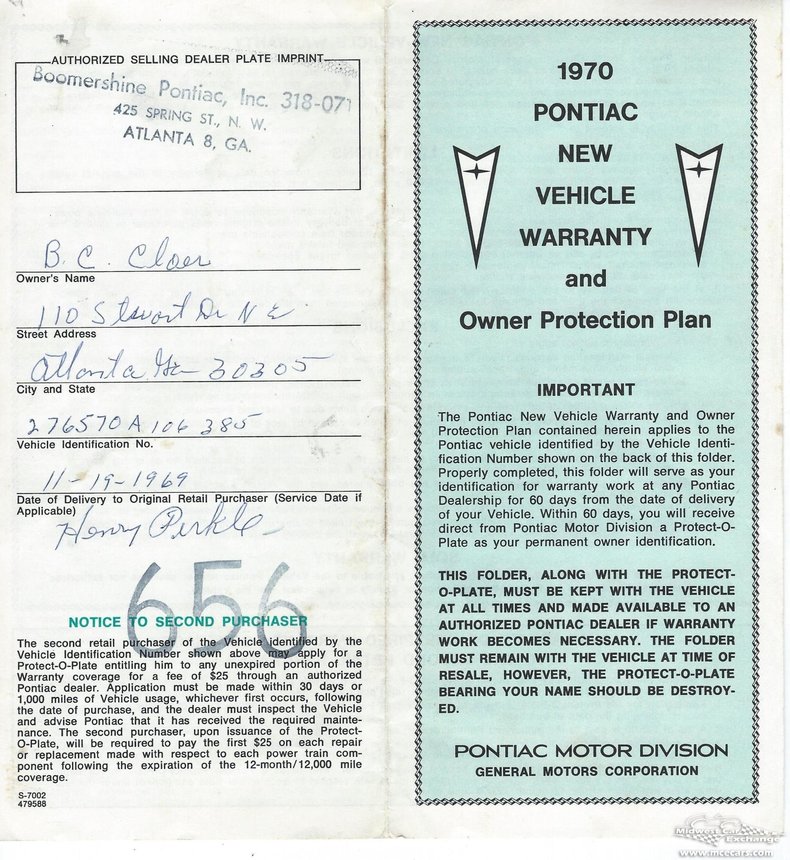 AUTHORIZED SELLING DEALER PLATE IMPRINT
Boomershine Pontiac, Inc. 318-071
425 SPRING ST., N. W.
ATLANTA 8, GA.
B. C. Cloer
Owner's Name
110 Stewart Dr N E
Street Address
Atlanta Ga 30305
City and State
276570A106385
Vehicle Identification No.
11-19-1969
Date of Delivery to Original Retail Purchaser (Service Date if
Applicable)
Henry Pirkle
656
NOTICE TO SECOND PURCHASER
The second retail purchaser of the Vehicle identified by the
Vehicle Identification Number shown above may apply for a
Protect-O-Plate entitling him to any unexpired portion of the
Warranty coverage for a fee of $25 through an authorized
Pontiac dealer. Application must be made within 30 days or
1,000 miles of Vehicle usage, whichever first occurs, following
the date of purchase, and the dealer must inspect the Vehicle
and advise Pontiac that it has received the required mainte-
nance. The second purchaser, upon issuance of the Protect-
O-Plate, will be required to pay the first $25 on each repair
or replacement made with respect to each power train com-
ponent following the expiration of the 12-month/12,000 mile
coverage.
S-7002
479588
1970
PONTIAC
NEW
VEHICLE
WARRANTY
and
Owner Protection Plan
IMPORTANT
The Pontiac New Vehicle Warranty and Owner
Protection Plan contained herein applies to the
Pontiac vehicle identified by the Vehicle Identi-
fication Number shown on the back of this folder.
Properly completed, this folder will serve as your
identification for warranty work at any Pontiac
Dealership for 60 days from the date of delivery
of your Vehicle. Within 60 days, you will receive
direct from Pontiac Motor Division a Protect-O-
Plate as your permanent owner identification.
THIS FOLDER, ALONG WITH THE PROTECT-
O-PLATE, MUST BE KEPT WITH THE VEHICLE
AT ALL TIMES AND MADE AVAILABLE TO AN
AUTHORIZED PONTIAC DEALER IF WARRANTY
WORK BECOMES NECESSARY. THE FOLDER
MUST REMAIN WITH THE VEHICLE AT TIME OF
RESALE, HOWEVER, THE PROTECT-O-PLATE
BEARING YOUR NAME SHOULD BE DESTROY-
ED.
PONTIAC MOTOR DIVISION
GENERAL MOTORS CORPORATION
Midwest Car
Exchange
www.mcecars.com